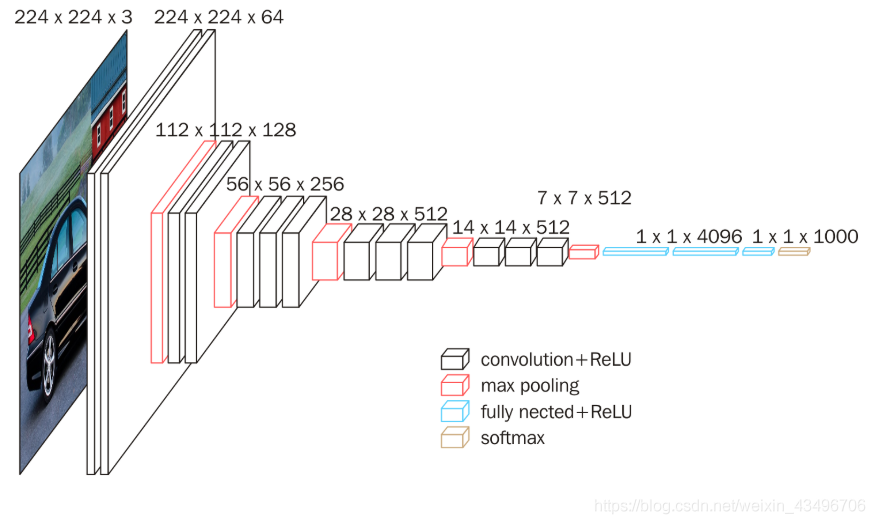 224 x 224 x 3
224 x 224 x 64
112 x 112 x 128
56 x 56 x 256
28 x 28 x 512
14 x 14 x 512
7 x 7 x 512
1 x 1 x 4096
1 x 1 x 1000
convolution+ReLU
max pooling
fully nected+ReLU
softmax
https://blog.csdn.net/weixin_43496706